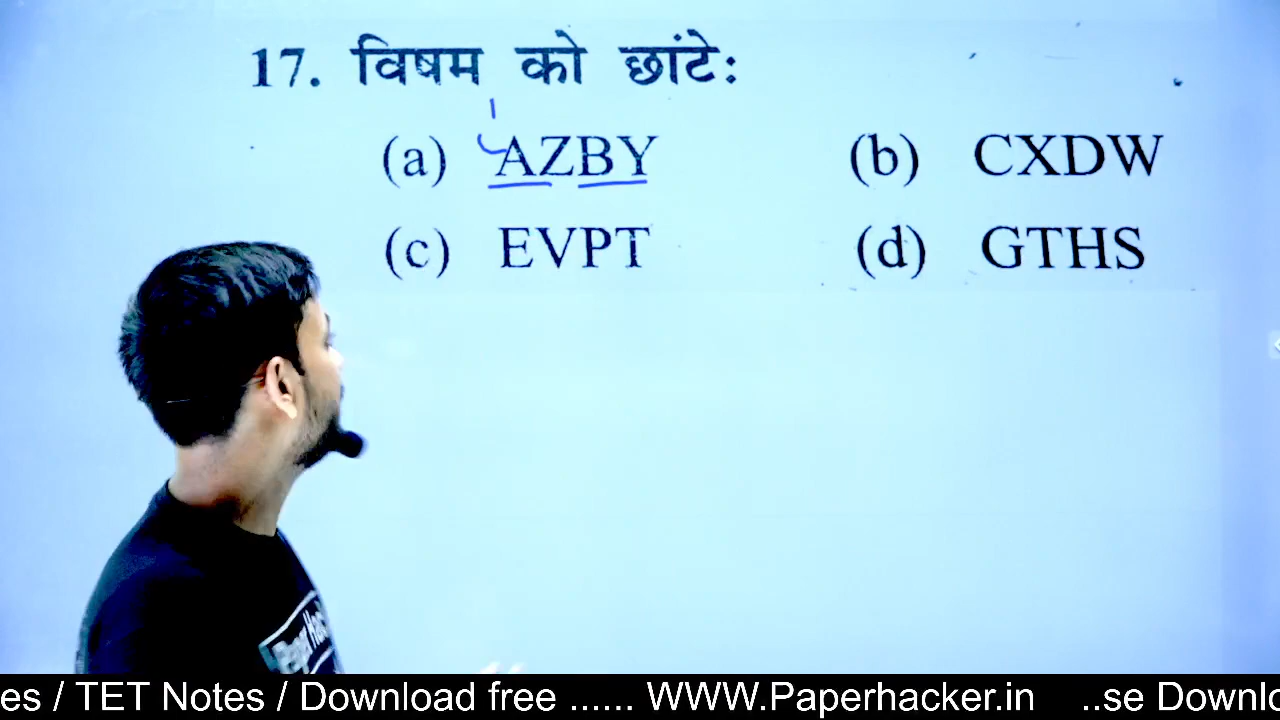 17. विषम को छांटे:
(a) AZBY (b) CXDW
(c) EVPT (d) GTHS
es / TET Notes / Download free ...... WWW.Paperhacker.in ..se Downlo